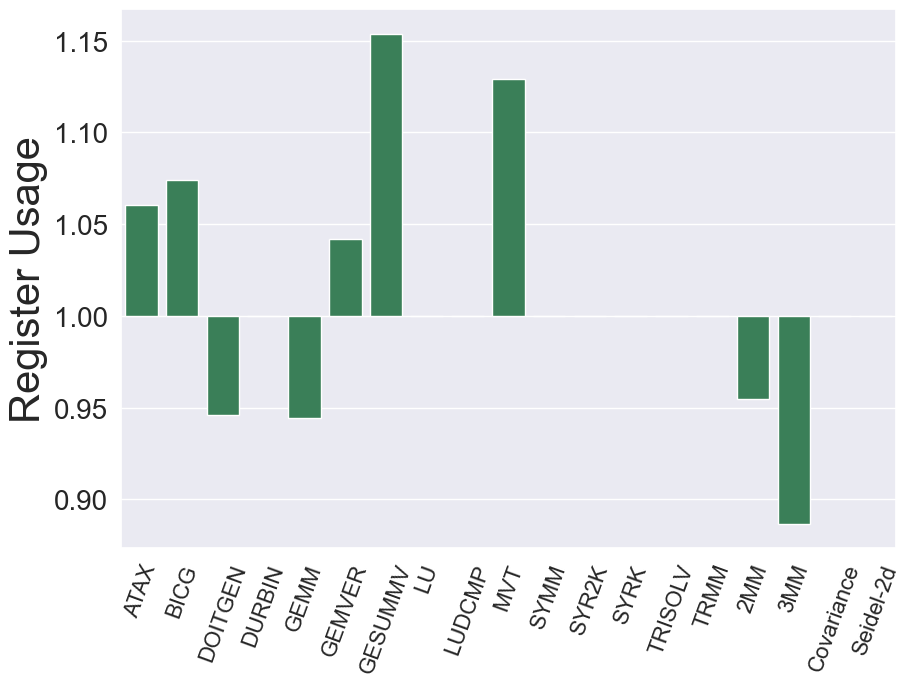 Register Usage
1.15
1.10
1.05
1.00
0.95
0.90
ATAX
BICG
DOITGEN
DURBIN
GEMM
GEMVER
GESUMMV
LU
LUDCMP
MVT
SYMM
SYR2K
SYRK
TRISOLV
TRMM
2MM
3MM
Covariance
Seidel-2d